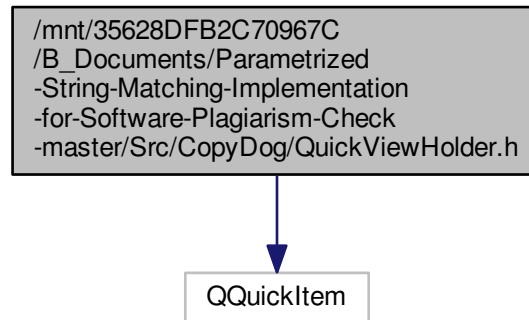 /mnt/35628DFB2C70967C
/B_Documents/Parametrized
-String-Matching-Implementation
-for-Software-Plagiarism-Check
-master/Src/CopyDog/QuickViewHolder.h
QQuickItem